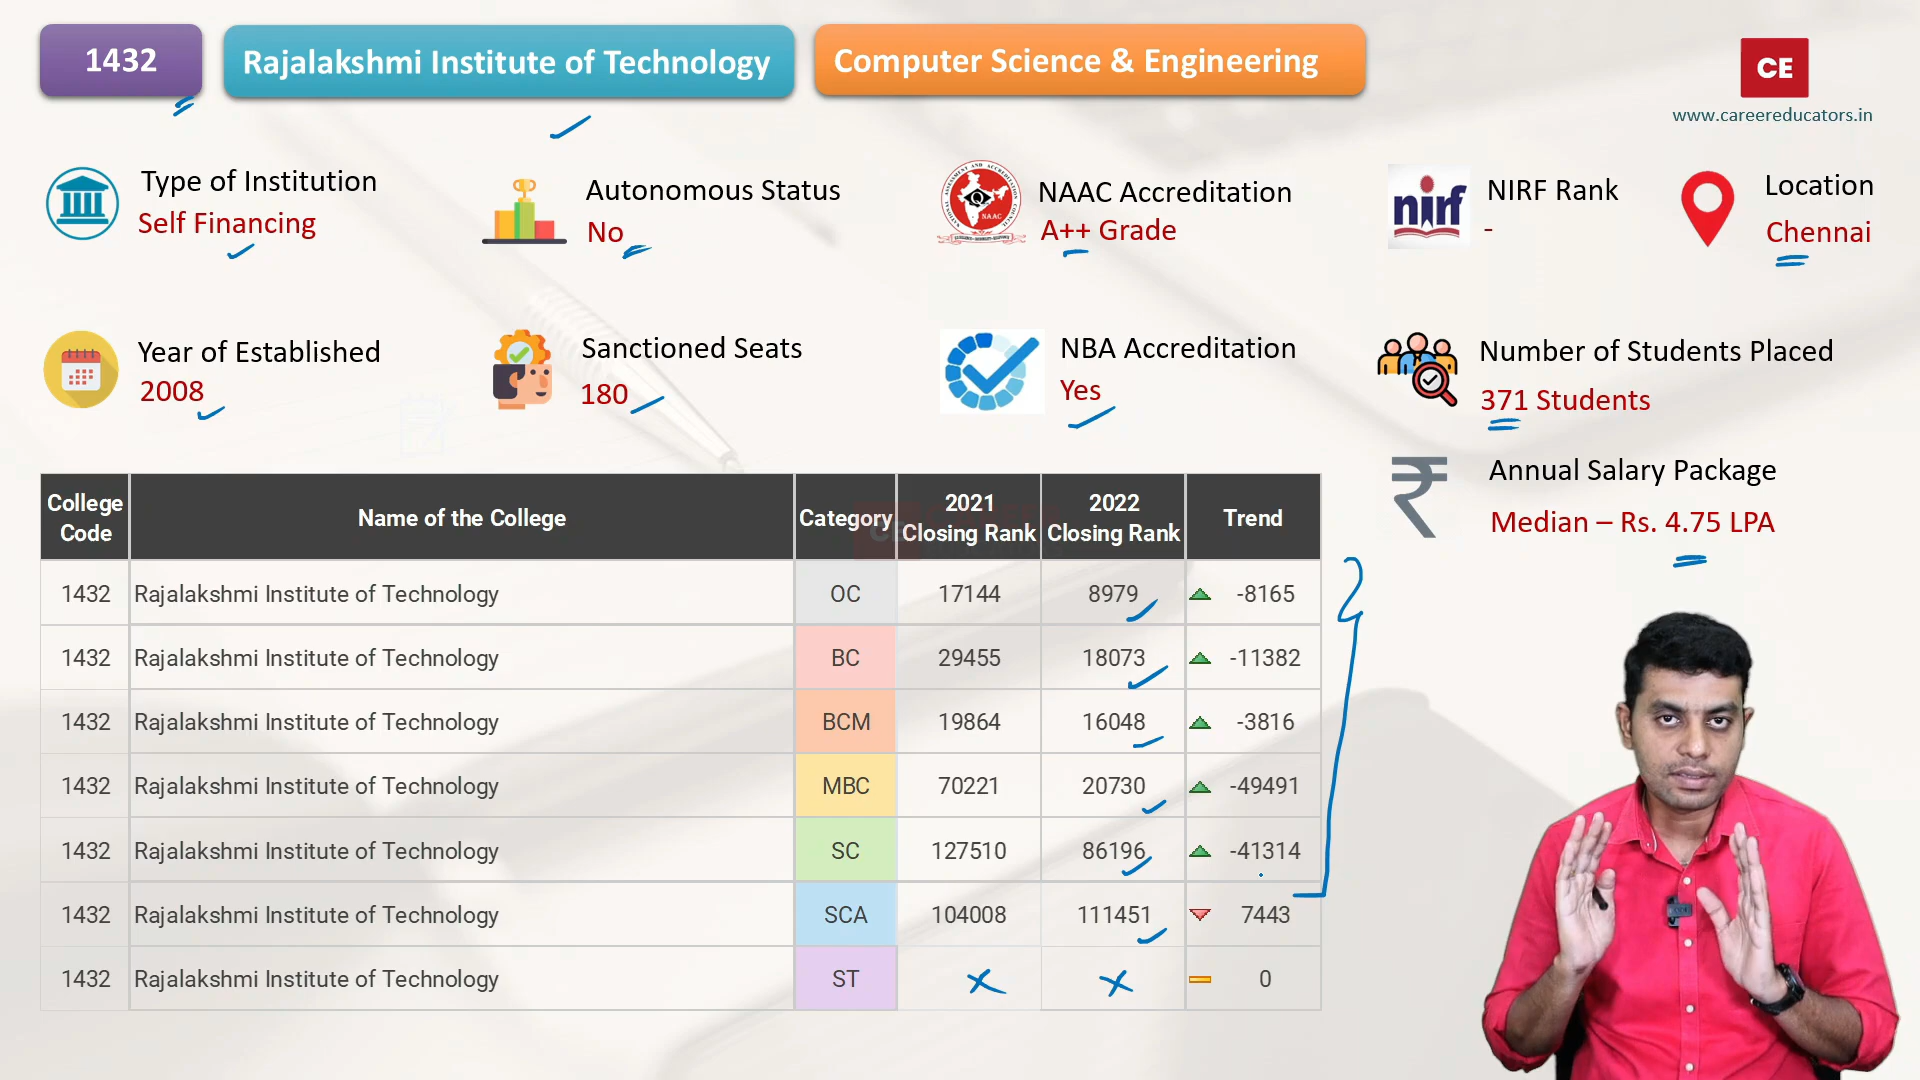 1432
Rajalakshmi Institute of Technology
Computer Science & Engineering
CE
www.careereducators.in
Type of Institution
Self Financing
Autonomous Status
No
NAAC
NAAC Accreditation
A++ Grade
nirf
NIRF Rank
-
Location
Chennai
Year of Established
2008
Sanctioned Seats
180
NBA Accreditation
Yes
Number of Students Placed
371 Students
Annual Salary Package
Median – Rs. 4.75 LPA
College Code Name of the College Category 2021 Closing Rank 2022 Closing Rank Trend
1432 Rajalakshmi Institute of Technology OC 17144 8979 -8165
1432 Rajalakshmi Institute of Technology BC 29455 18073 -11382
1432 Rajalakshmi Institute of Technology BCM 19864 16048 -3816
1432 Rajalakshmi Institute of Technology MBC 70221 20730 -49491
1432 Rajalakshmi Institute of Technology SC 127510 86196 -41314
1432 Rajalakshmi Institute of Technology SCA 104008 111451 7443
1432 Rajalakshmi Institute of Technology ST 0